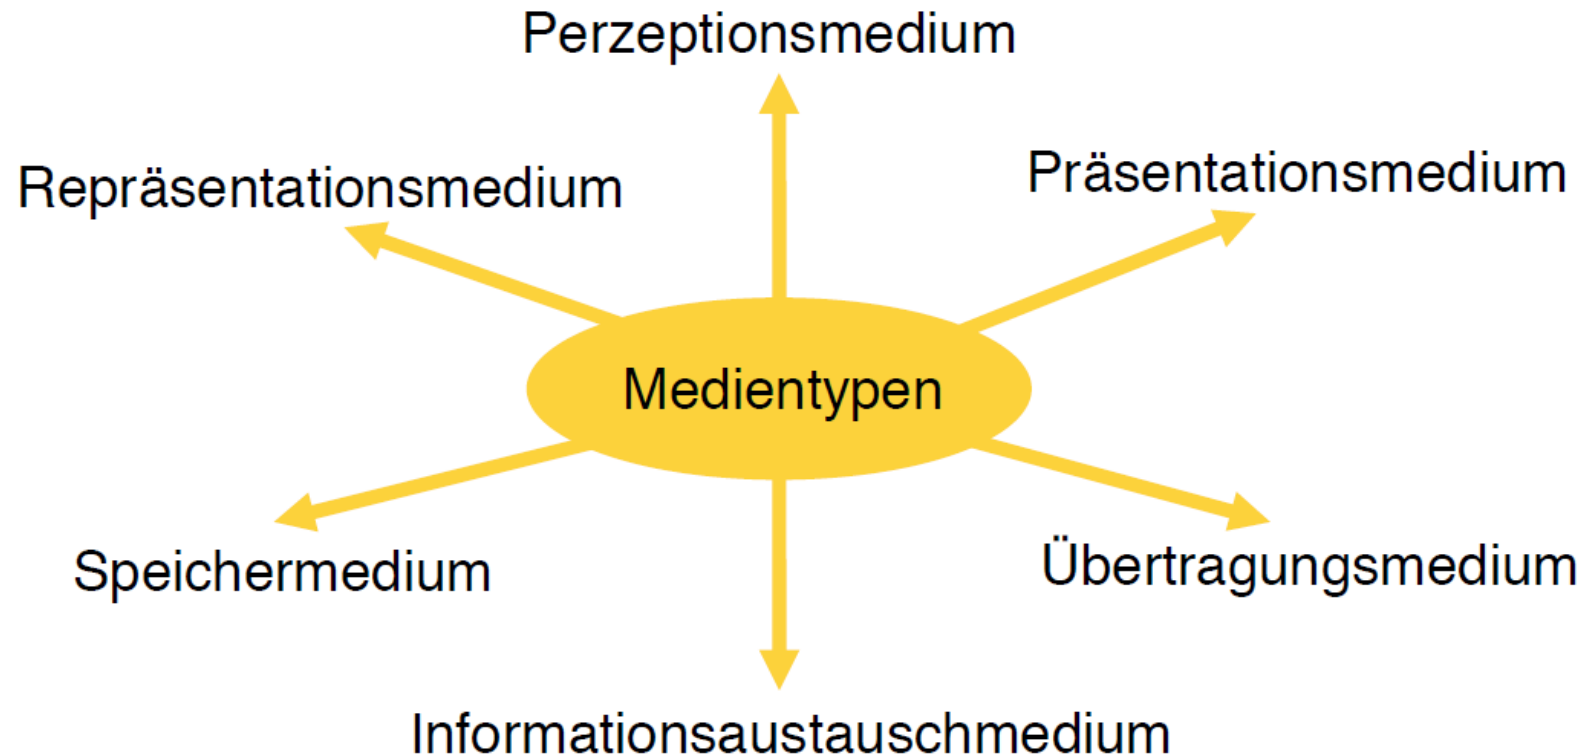 Perzeptionsmedium
Präsentationsmedium
Repräsentationsmedium
Medientypen
Übertragungsmedium
Speichermedium
Informationsaustauschmedium